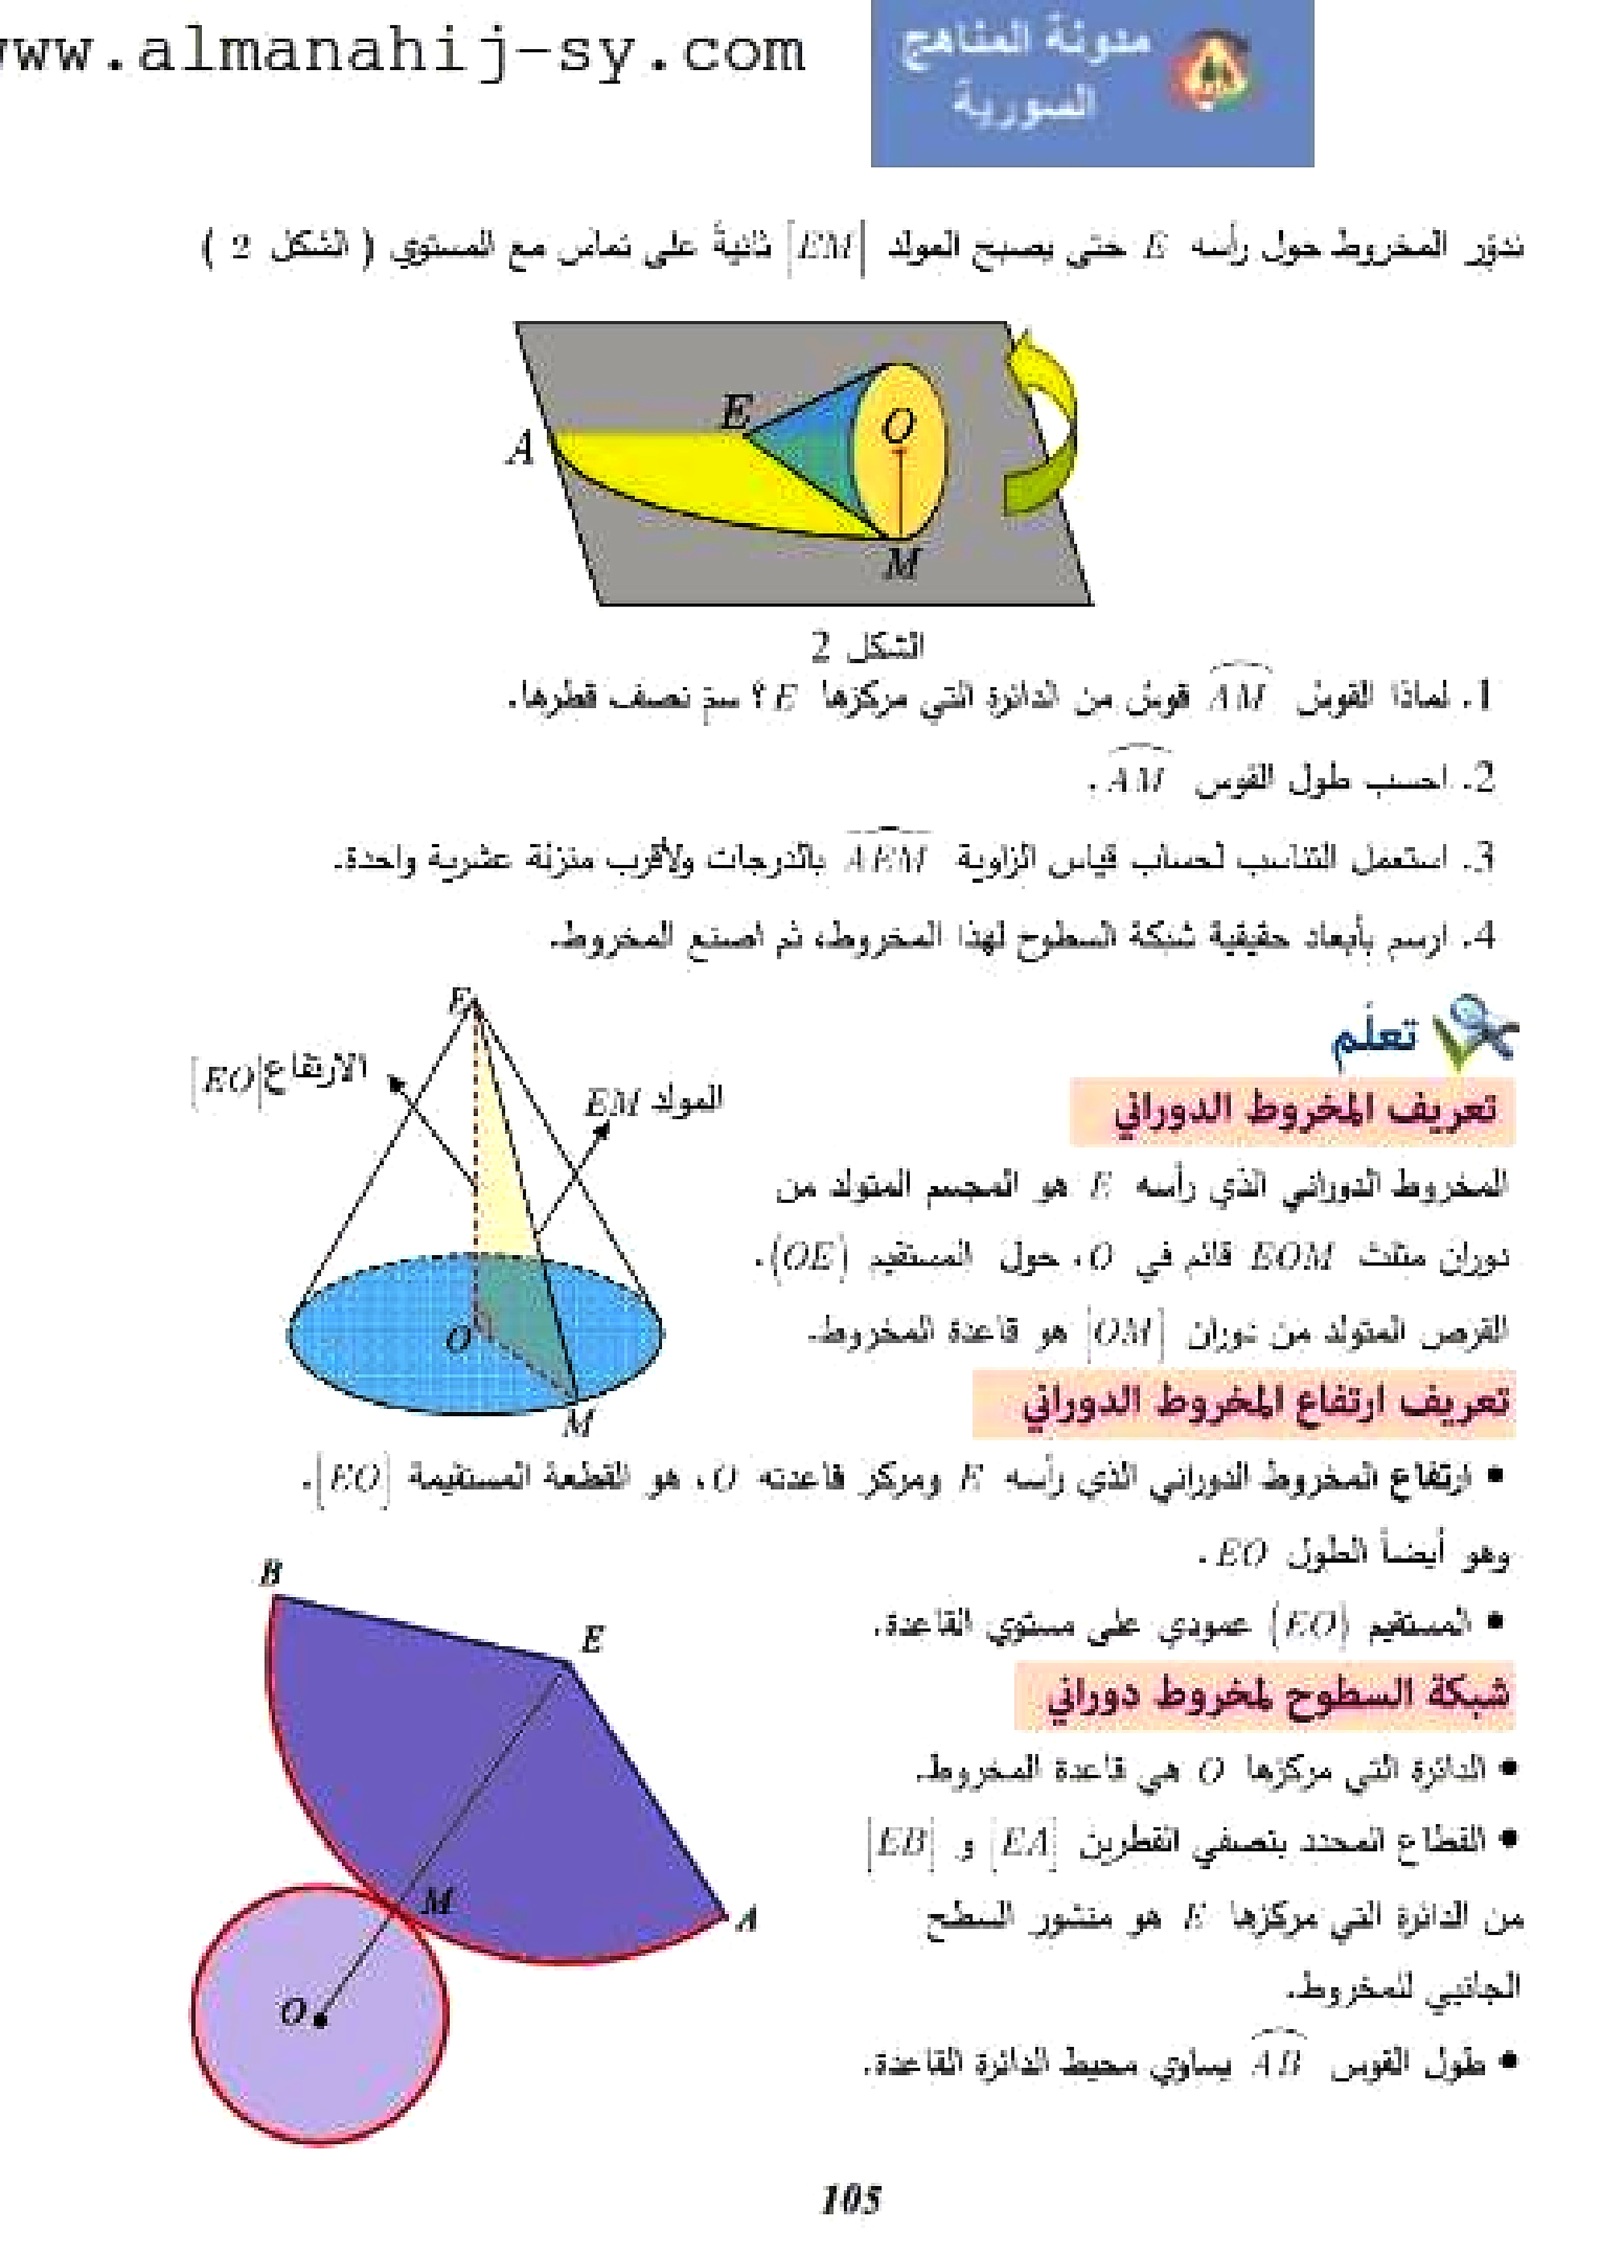 www.almanahij-sy.com
مدونة المناهج
السورية
ندوّر المخروط حول رأسه E حتى يصبح المولد [EM] ثانيةً على تماس مع المستوي ( الشكل 2 )
E
O
A
M
الشكل 2
1. لماذا القوسُ AM قوسٌ من الدائرة التي مركزها E ؟ سمّ نصف قطرها.
2. احسب طول القوس AM .
3. استعمل التناسب لحساب قياس الزاوية AEM بالدرجات ولأقرب منزلة عشرية واحدة.
4. ارسم بأبعاد حقيقية شبكة السطوح لهذا المخروط، ثم اصنع المخروط.
تعلّم
تعريف المخروط الدوراني
المخروط الدوراني الذي رأسه E هو المجسم المتولد من
دوران مثلث EOM قائم في O، حول المستقيم (OE).
القرص المتولد من دوران [OM] هو قاعدة المخروط.
E
الارتفاع [EO]
المولد EM
O
M
تعريف ارتفاع المخروط الدوراني
• ارتفاع المخروط الدوراني الذي رأسه E ومركز قاعدته O، هو القطعة المستقيمة [EO].
وهو أيضاً الطول EO .
• المستقيم (EO) عمودي على مستوي القاعدة.
شبكة السطوح لمخروط دوراني
• الدائرة التي مركزها O هي قاعدة المخروط.
• القطاع المحدد بنصفي القطرين [EA] و [EB]
من الدائرة التي مركزها E هو منشور السطح
الجانبي للمخروط.
• طول القوس AB يساوي محيط الدائرة القاعدة.
B
E
M
A
O
105